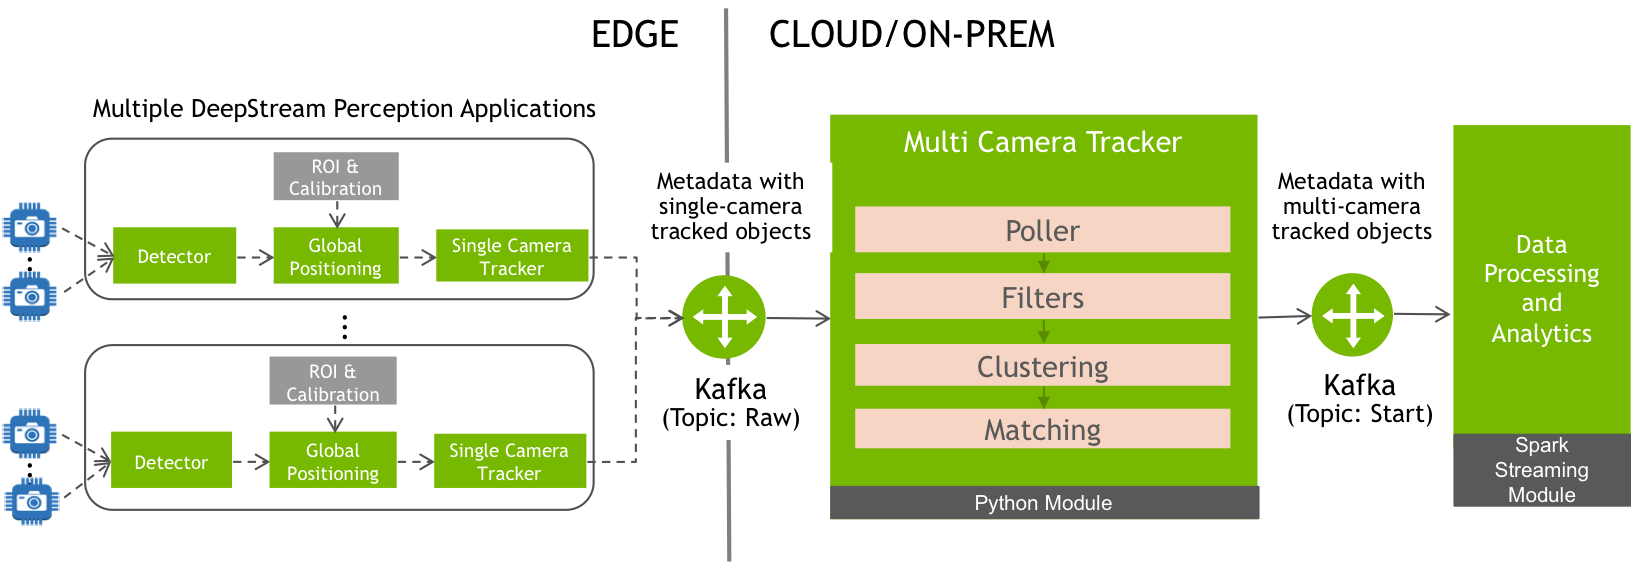 EDGE
CLOUD/ON-PREM
Multiple DeepStream Perception Applications
ROI &
Calibration
Detector
Global
Positioning
Single Camera
Tracker
ROI &
Calibration
Detector
Global
Positioning
Single Camera
Tracker
Metadata with
single-camera
tracked objects
Kafka
(Topic: Raw)
Multi Camera Tracker
Poller
Filters
Clustering
Matching
Python Module
Metadata with
multi-camera
tracked objects
Kafka
(Topic: Start)
Data
Processing
and
Analytics
Spark
Streaming
Module